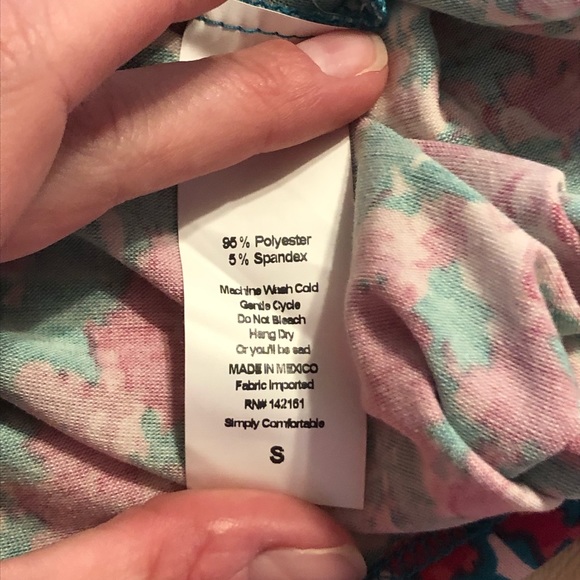 95% Polyester
5% Spandex
Machine Wash Cold
Gentle Cycle
Do Not Bleach
Hang Dry
Or you'll be sad
MADE IN MEXICO
Fabric Imported
RN# 142161
Simply Comfortable
S